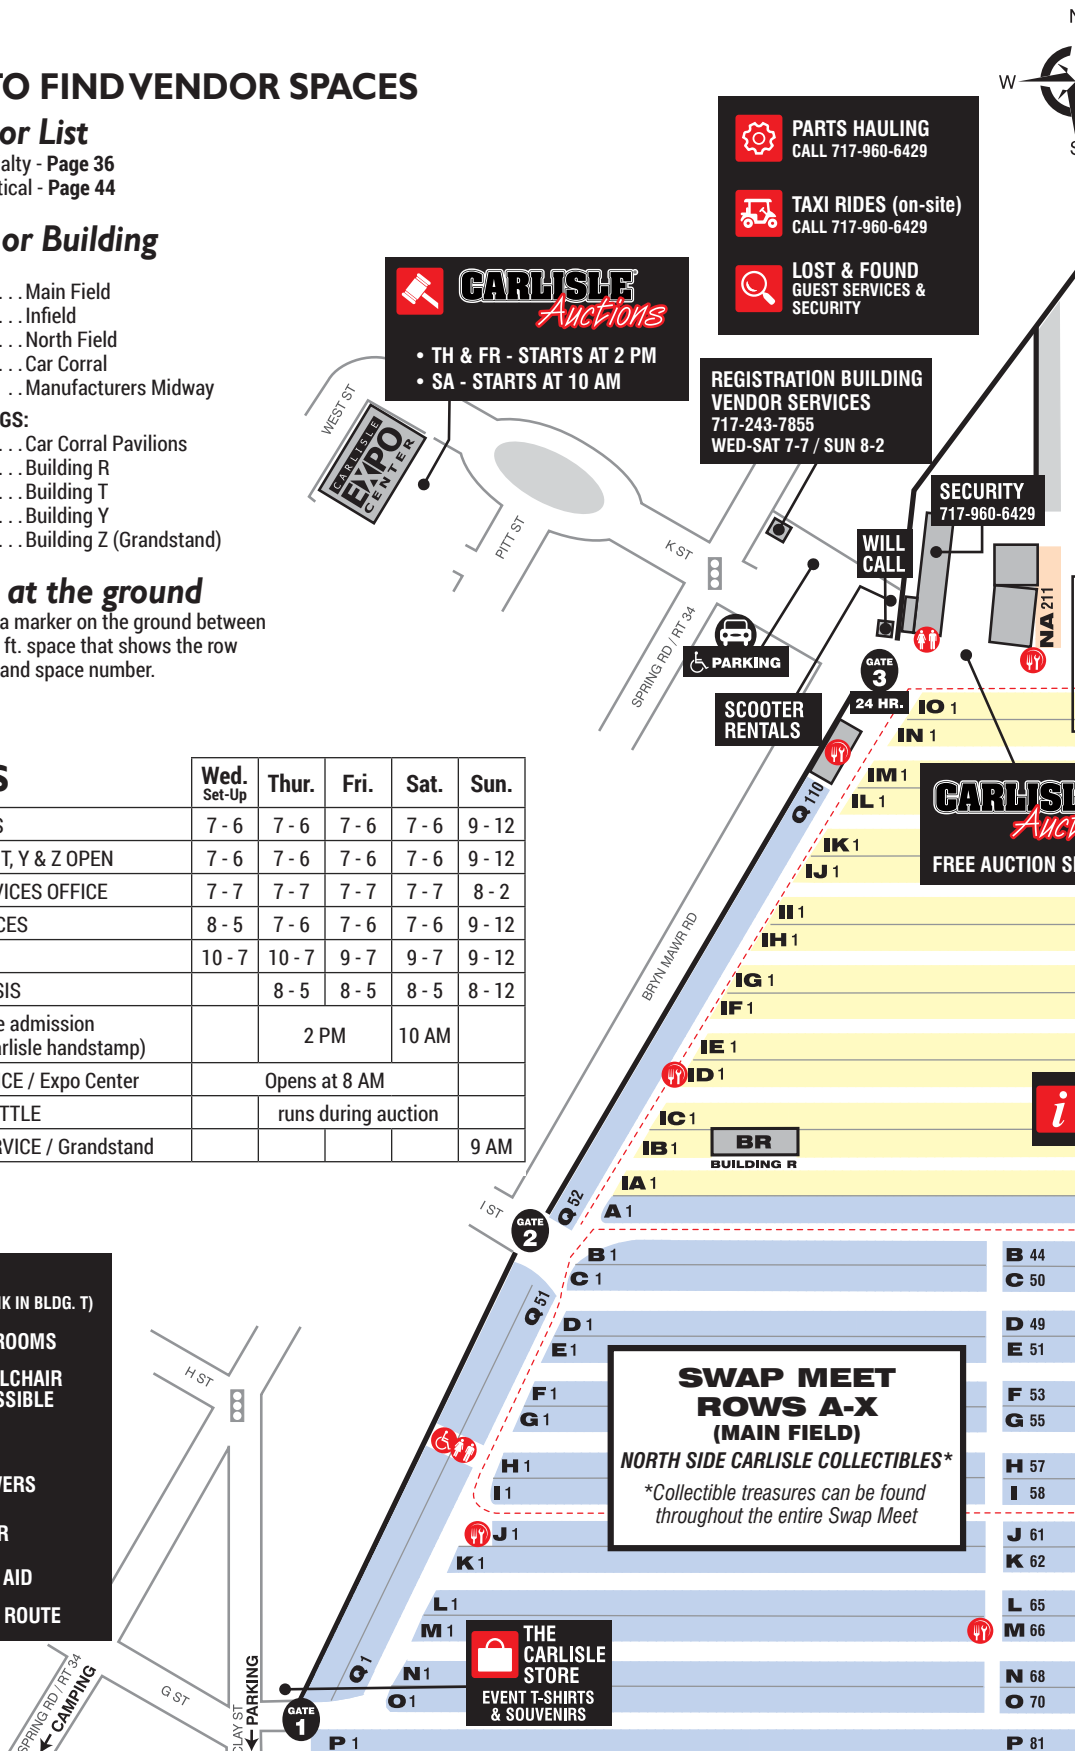 TO FIND VENDOR SPACES
or List
alty - Page 36
tical - Page 44
or Building
. . . Main Field
. . . Infield
. . . North Field
. . . Car Corral
. . Manufacturers Midway
GS:
. . . Car Corral Pavilions
. . . Building R
. . . Building T
. . . Building Y
. . . Building Z (Grandstand)
at the ground
a marker on the ground between
ft. space that shows the row
and space number.
W
PARTS HAULING
CALL 717-960-6429
TAXI RIDES (on-site)
CALL 717-960-6429
LOST & FOUND
GUEST SERVICES &
SECURITY
CARLISLE
Auctions
• TH & FR - STARTS AT 2 PM
• SA - STARTS AT 10 AM
REGISTRATION BUILDING
VENDOR SERVICES
717-243-7855
WED-SAT 7-7 / SUN 8-2
SECURITY
717-960-6429
WILL
CALL
WEST ST
CARLISLE
EXPO
CENTER
PITT ST
K ST
SPRING RD / RT 34
PARKING
SCOOTER
RENTALS
GATE
3
24 HR.
NA 211
IO 1
IN 1
IM 1
IL 1
IK 1
IJ 1
II 1
IH 1
IG 1
IF 1
IE 1
ID 1
IC 1
IB 1
IA 1
A 1
Q 110
CARLISL
Auct
FREE AUCTION S
BRYN MAWR RD
BR
BUILDING R
i
S
Wed. Thur. Fri. Sat. Sun.
Set-Up
S 7 - 6 7 - 6 7 - 6 7 - 6 9 - 12
T, Y & Z OPEN 7 - 6 7 - 6 7 - 6 7 - 6 9 - 12
VICES OFFICE 7 - 7 7 - 7 7 - 7 7 - 7 8 - 2
CES 8 - 5 7 - 6 7 - 6 7 - 6 9 - 12
10 - 7 10 - 7 9 - 7 9 - 7 9 - 12
SIS 8 - 5 8 - 5 8 - 5 8 - 12
e admission
arlisle handstamp) 2 PM 10 AM
ICE / Expo Center Opens at 8 AM
TTLE runs during auction
RVICE / Grandstand 9 AM
I ST
GATE
2
Q 52
Q 51
B 1 B 44
C 1 C 50
D 1 D 49
E 1 E 51
F 1 F 53
G 1 G 55
H 1 H 57
I 1 I 58
J 1 J 61
K 1 K 62
L 1 L 65
M 1 M 66
N 1 N 68
O 1 O 70
P 1 P 81
SWAP MEET
ROWS A-X
(MAIN FIELD)
NORTH SIDE CARLISLE COLLECTIBLES*
*Collectible treasures can be found
throughout the entire Swap Meet
THE
CARLISLE
STORE
EVENT T-SHIRTS
& SOUVENIRS
Q 1
GATE
1
NK IN BLDG. T)
ROOMS
LCHAIR
SSIBLE
VERS
R
AID
ROUTE
H ST
G ST
SPRING RD / RT 34
CAMPING
CLAY ST
PARKING